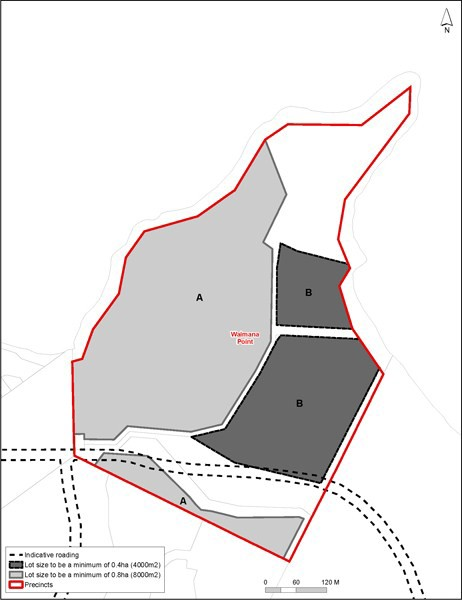 N
A
B
Waimana
Point
B
A
Indicative roading
Lot size to be a minimum of 0.4ha (4000m2)
Lot size to be a minimum of 0.8ha (8000m2)
Precincts
0 60 120 M